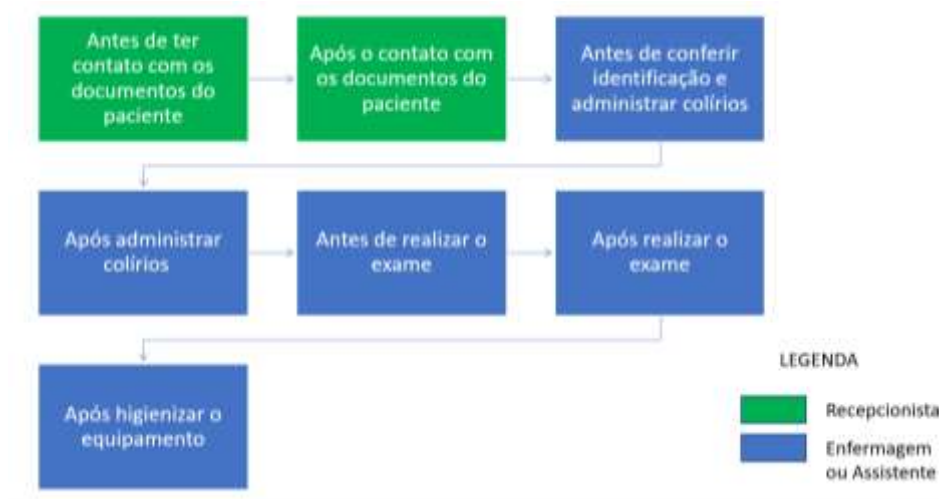 Antes de ter
contato com os
documentos do
paciente
Após o contato com
os documentos do
paciente
Antes de conferir
identificação e
administrar colírios
Após administrar
colírios
Antes de realizar o
exame
Após realizar o
exame
Após higienizar o
equipamento
LEGENDA
Recepcionista
Enfermagem
ou Assistente